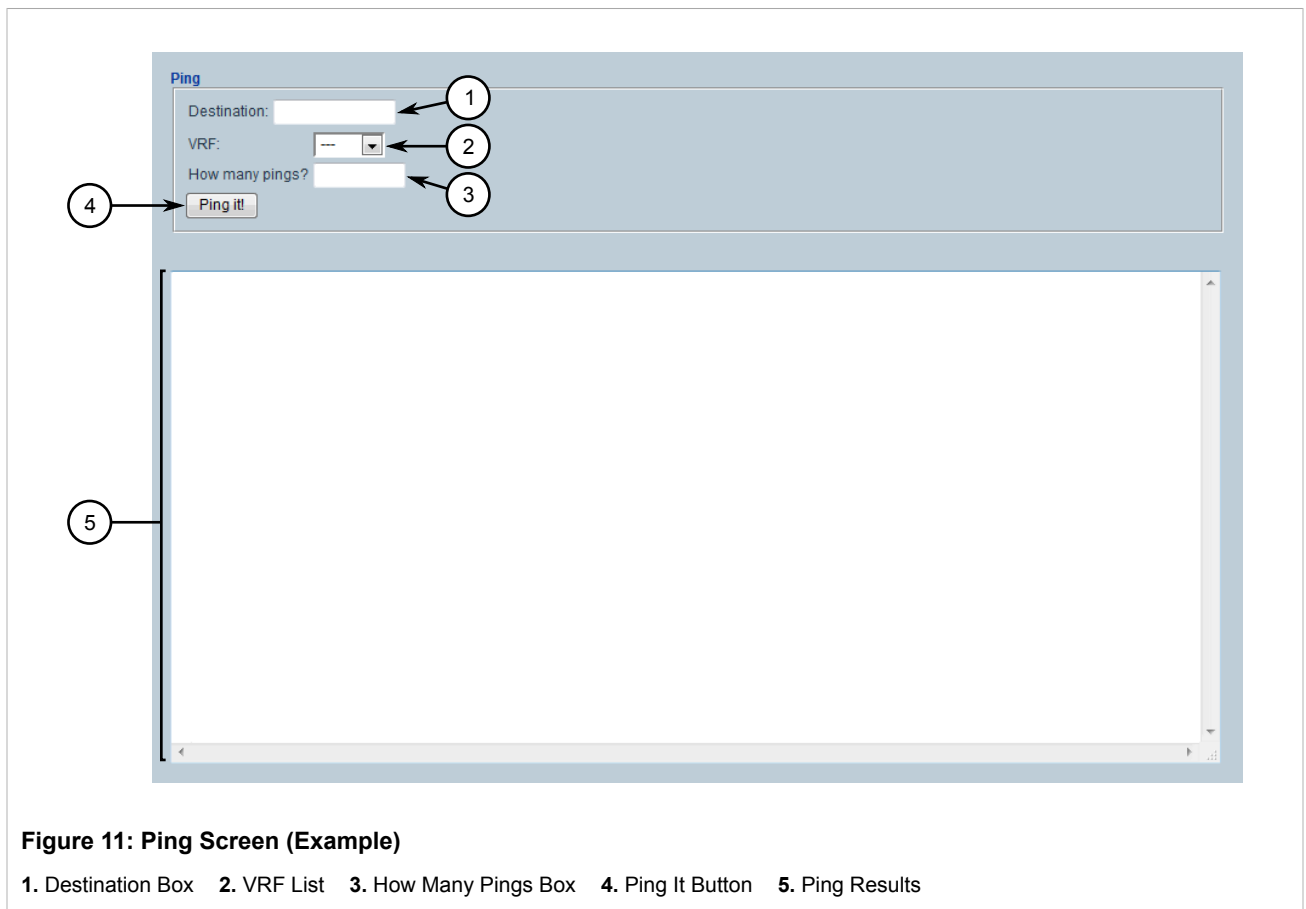 Ping
Destination:
1
VRF: ---
2
How many pings?
3
4
Ping it!
5
Figure 11: Ping Screen (Example)
1. Destination Box 2. VRF List 3. How Many Pings Box 4. Ping It Button 5. Ping Results